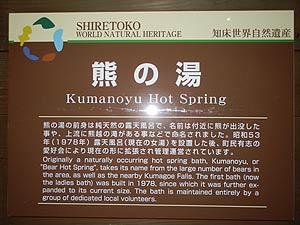 SHIRETOKO
WORLD NATURAL HERITAGE
知床世界自然遺産
熊の湯
Kumanoyu Hot Spring
熊の湯の前身は純天然の露天風呂で、名前は付近に熊が出没した
事や、上流に熊越の滝がある事などで命名されました。昭和53
年(1978年)露天風呂(現在の女湯)を設置した後、町民有志の
愛好会により現在の形に拡張され管理運営されています。
Originally a naturally occurring hot spring bath, Kumanoyu, or
"Bear Hot Spring", takes its name from the large number of bears in
the area, as well as the nearby Kumagoe Falls. The first bath (now
the ladies bath) was built in 1978, since which it was further expan-
ded to its current size. The bath is maintained entirely by a
group of dedicated local volunteers.